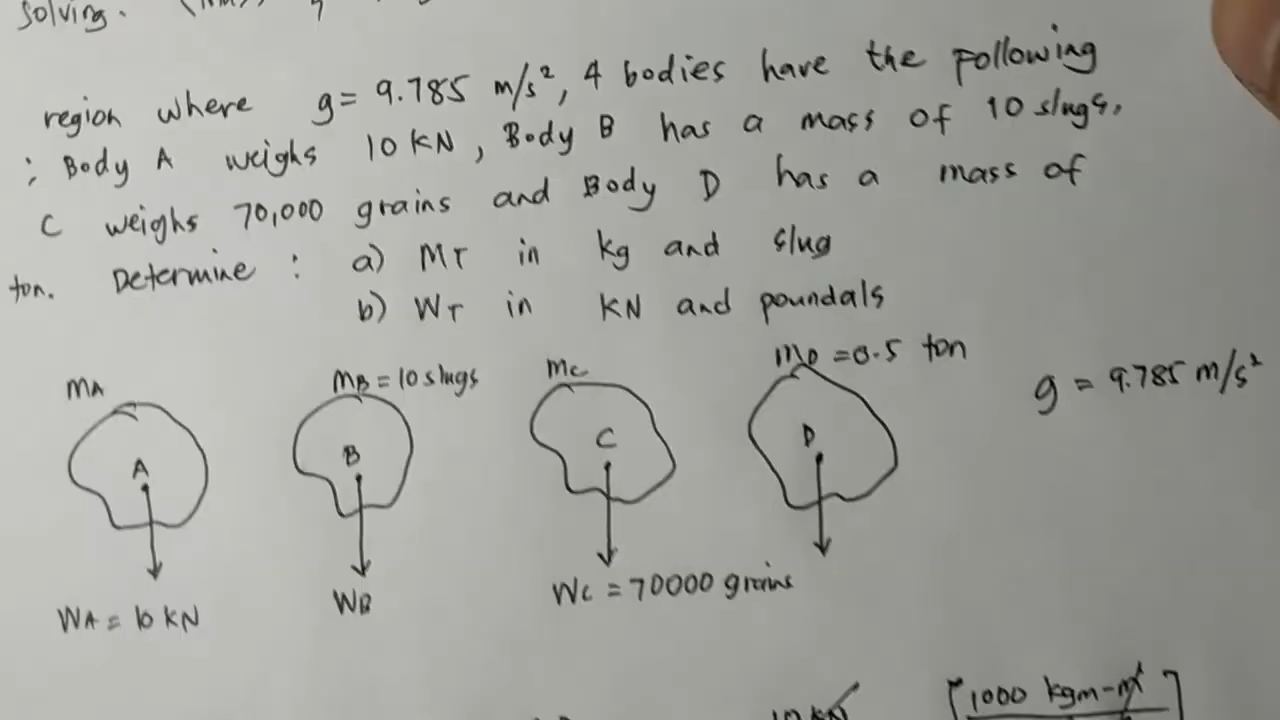 solving.
region where g = 9.785 m/s², 4 bodies have the following
: Body A weighs 10 KN, Body B has a mass of 10 slugs,
C weighs 70,000 grains and Body D has a mass of
ton. Determine : a) MT in kg and slug
b) WT in KN and poundals
MA MB = 10 slugs MC MD = 0.5 ton g = 9.785 m/s²
A B C D
WA = 10 KN WB WC = 70000 grains
10 KN [1000 kgm-m